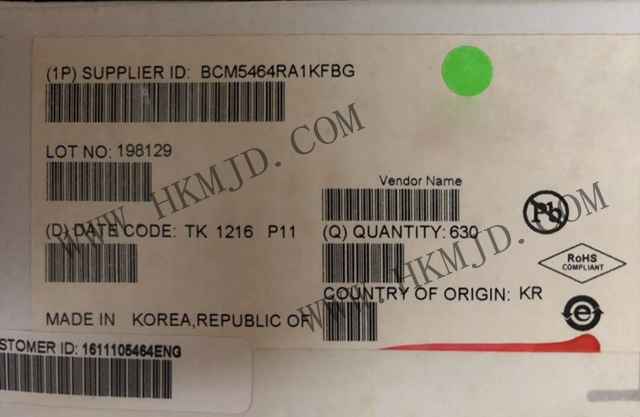 (1P) SUPPLIER ID: BCM5464RA1KFBG
LOT NO: 198129
Vendor Name
(D) DATE CODE: TK 1216 P11
(Q) QUANTITY: 630
Pb
RoHS
COMPLIANT
COUNTRY OF ORIGIN: KR
MADE IN KOREA,REPUBLIC OF
e
STOMER ID: 1611105464ENG
WWW.HKMJD.COM
WWW.HKMJD.COM